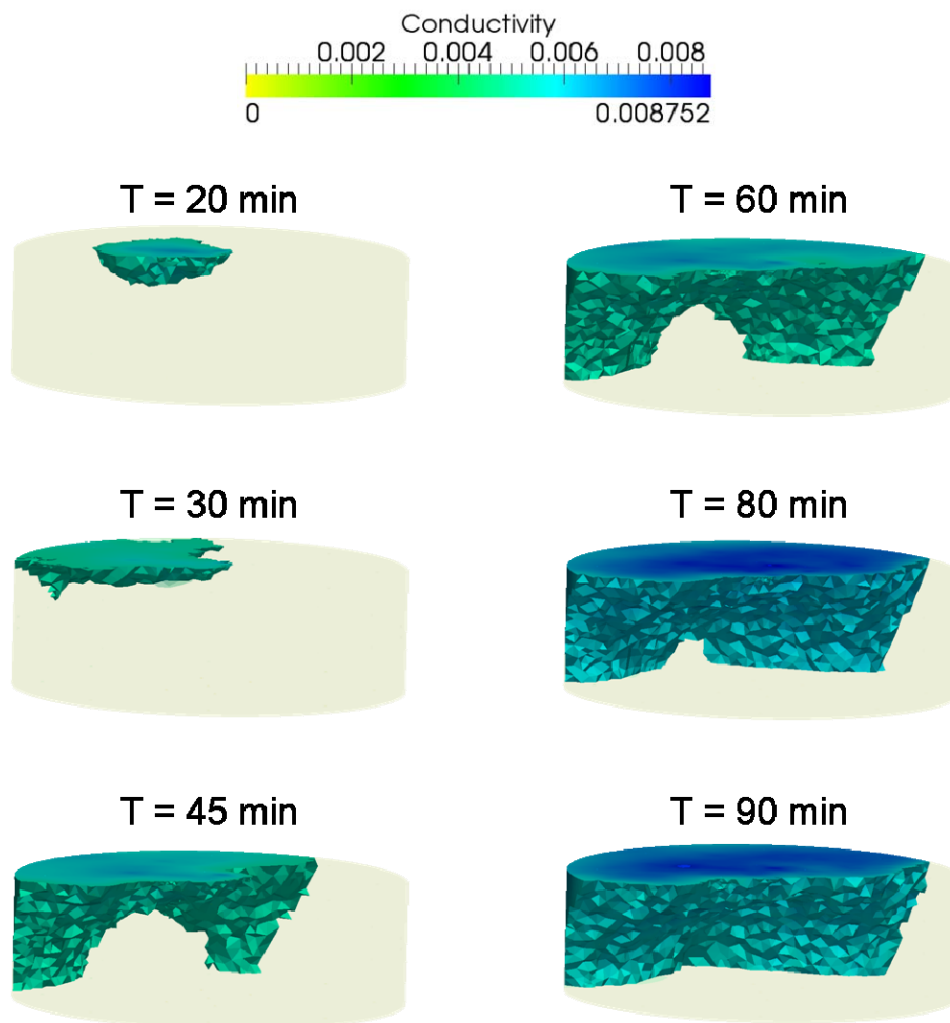 Conductivity
0.002 0.004 0.006 0.008
0 0.008752
T = 20 min
T = 60 min
T = 30 min
T = 80 min
T = 45 min
T = 90 min